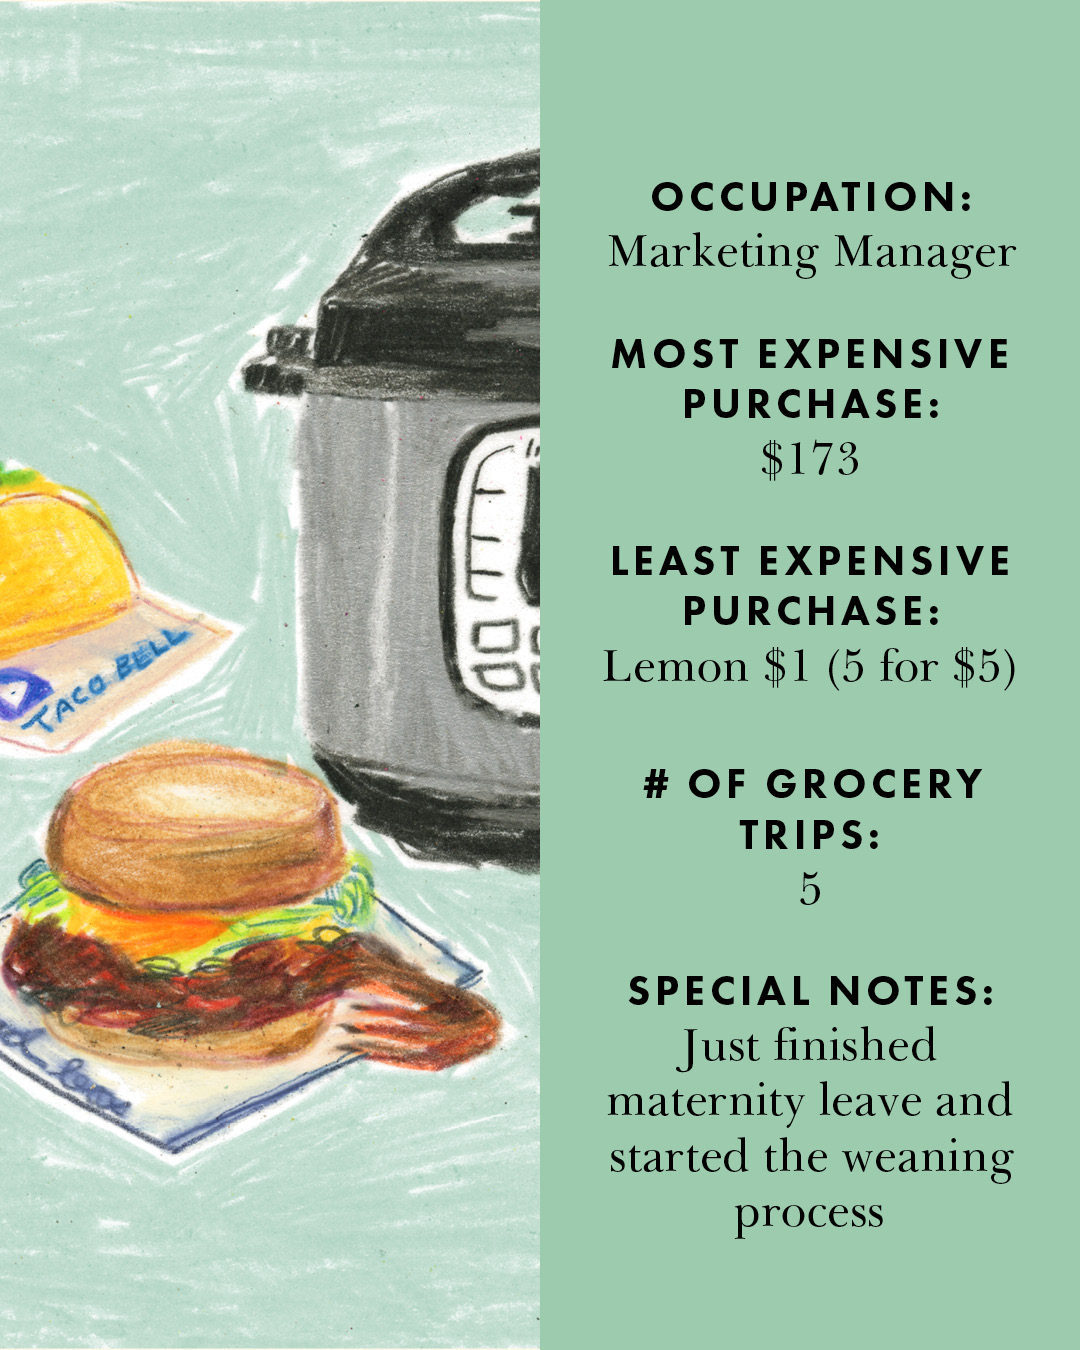 TACO BELL
OCCUPATION:
Marketing Manager
MOST EXPENSIVE
PURCHASE:
$173
LEAST EXPENSIVE
PURCHASE:
Lemon $1 (5 for $5)
# OF GROCERY
TRIPS:
5
SPECIAL NOTES:
Just finished
maternity leave and
started the weaning
process